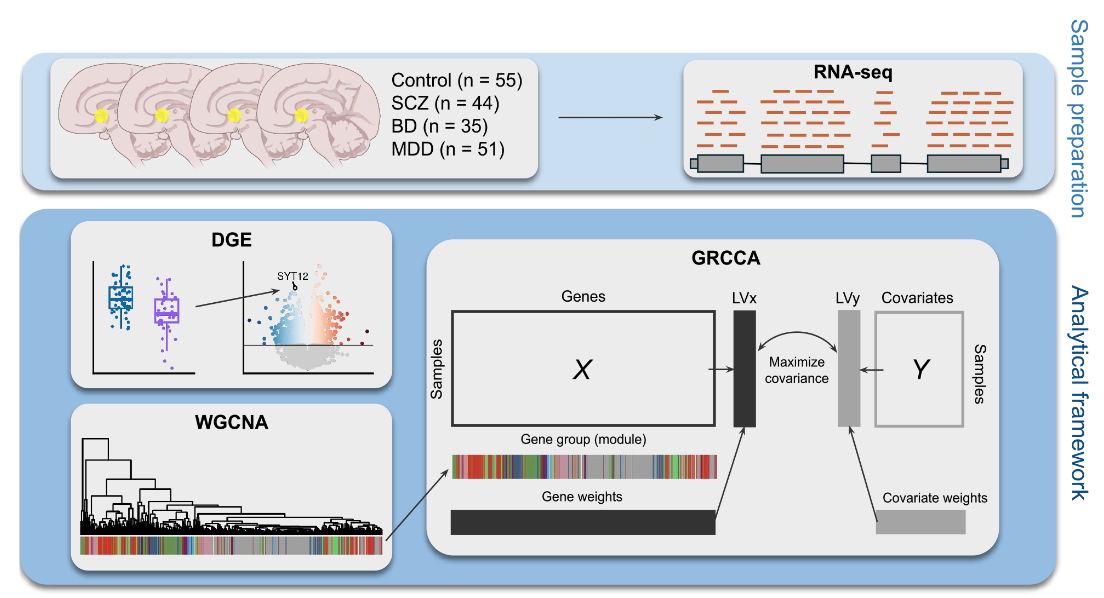 Sample preparation
Control (n = 55)
SCZ (n = 44)
BD (n = 35)
MDD (n = 51)
RNA-seq
Analytical framework
DGE
SYT12
WGCNA
GRCCA
Genes
LVx
LVy
Covariates
Samples
X
Maximize
covariance
Y
Samples
Gene group (module)
Gene weights
Covariate weights